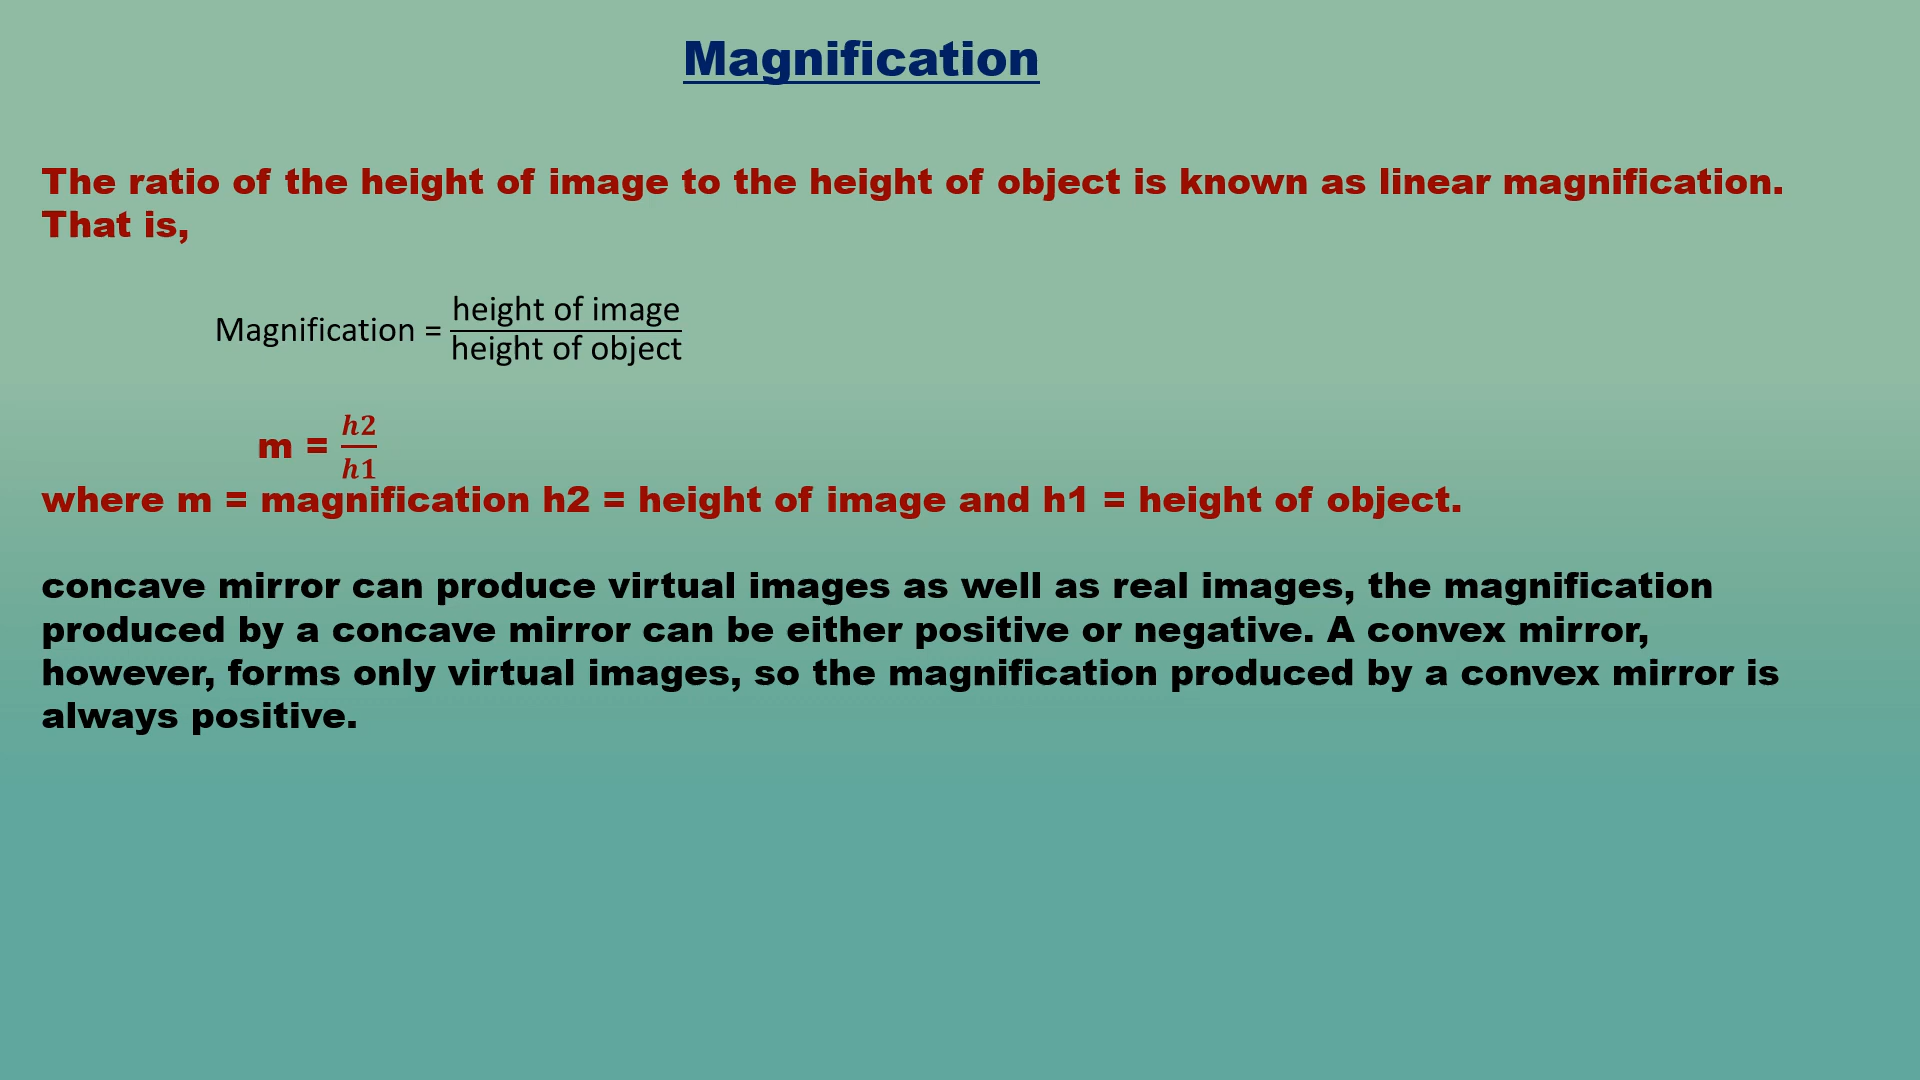 Magnification
The ratio of the height of image to the height of object is known as linear magnification.
That is,
Magnification = height of image / height of object
m = h2 / h1
where m = magnification h2 = height of image and h1 = height of object.
concave mirror can produce virtual images as well as real images, the magnification
produced by a concave mirror can be either positive or negative. A convex mirror,
however, forms only virtual images, so the magnification produced by a convex mirror is
always positive.